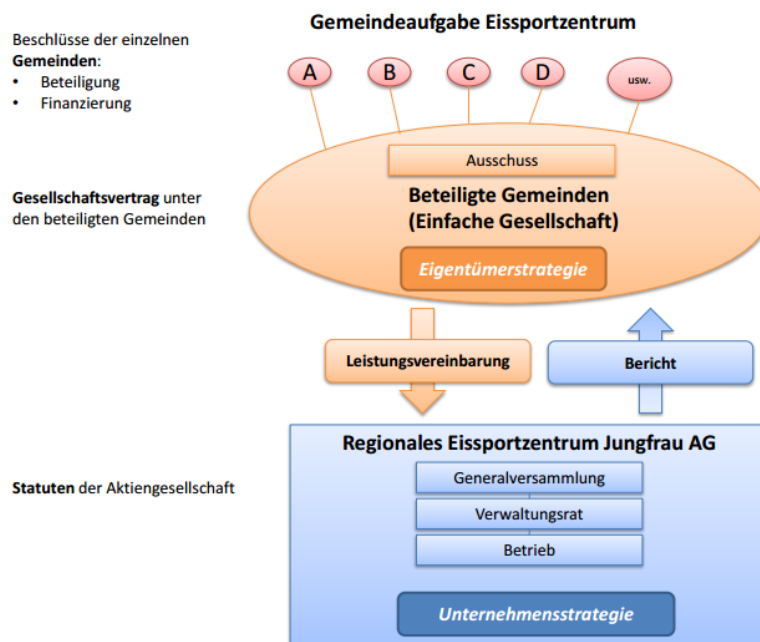 Gemeindeaufgabe Eissportzentrum
Beschlüsse der einzelnen
Gemeinden:
• Beteiligung
• Finanzierung
A
B
C
D
usw.
Ausschuss
Beteiligte Gemeinden
(Einfache Gesellschaft)
Eigentümerstrategie
Gesellschaftsvertrag unter
den beteiligten Gemeinden
Leistungsvereinbarung
Bericht
Regionales Eissportzentrum Jungfrau AG
Generalversammlung
Verwaltungsrat
Betrieb
Unternehmensstrategie
Statuten der Aktiengesellschaft